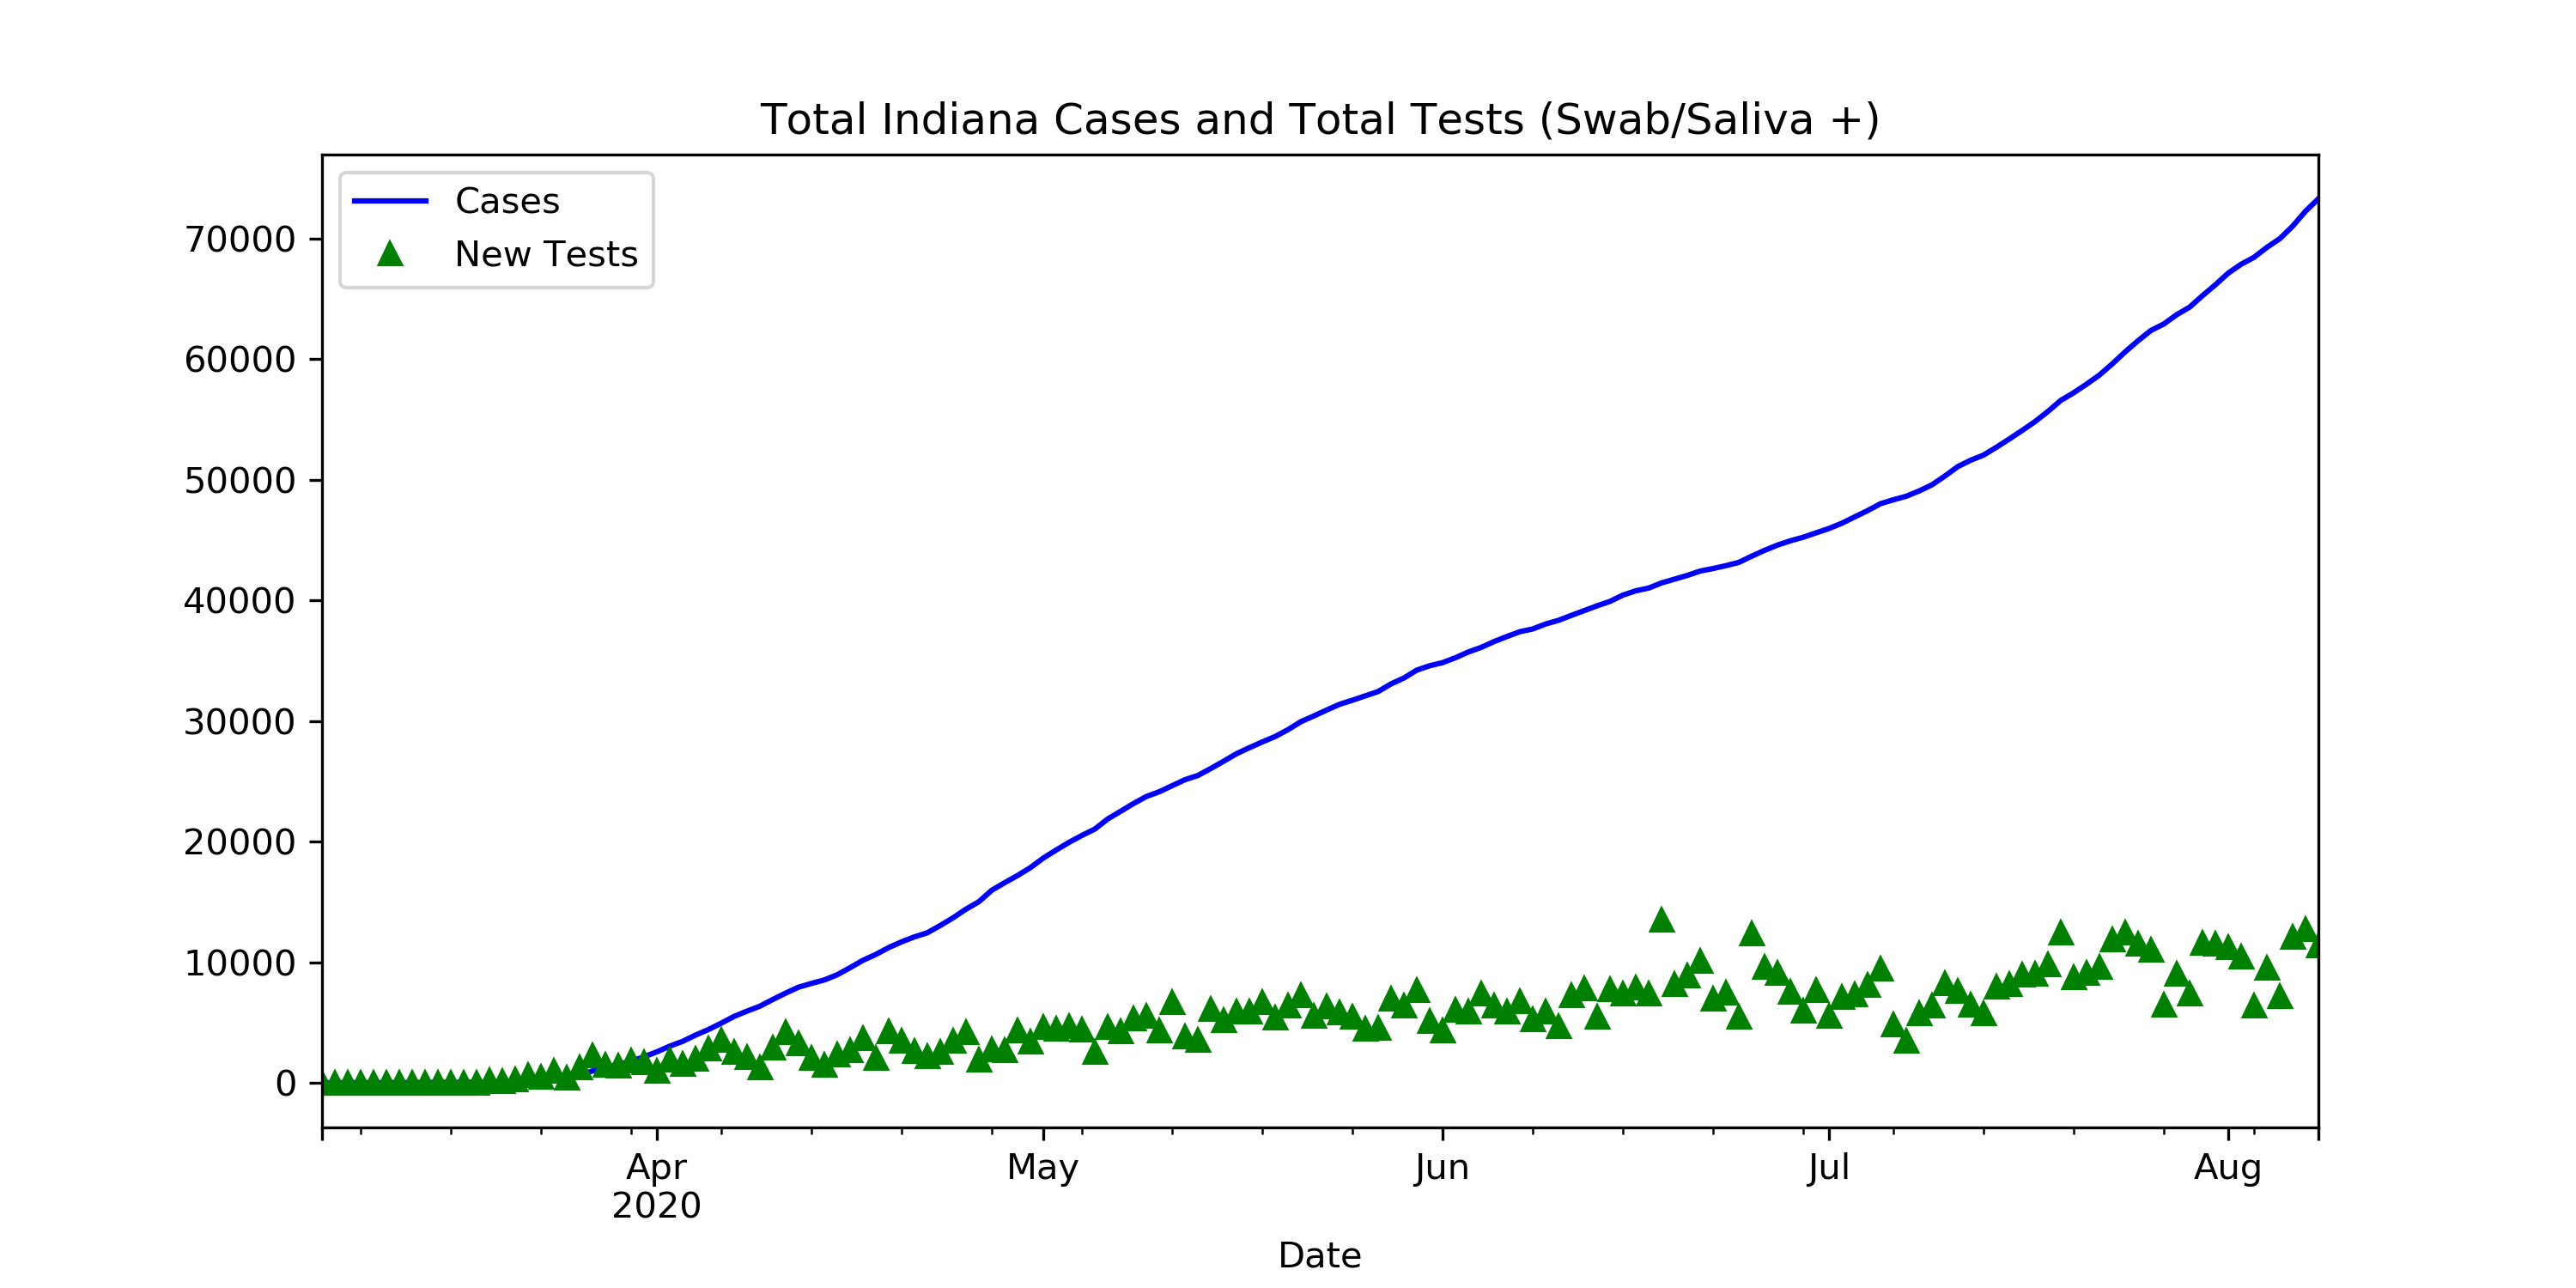 Total Indiana Cases and Total Tests (Swab/Saliva +)
Cases
New Tests
70000
60000
50000
40000
30000
20000
10000
0
Apr
2020
May
Jun
Jul
Aug
Date